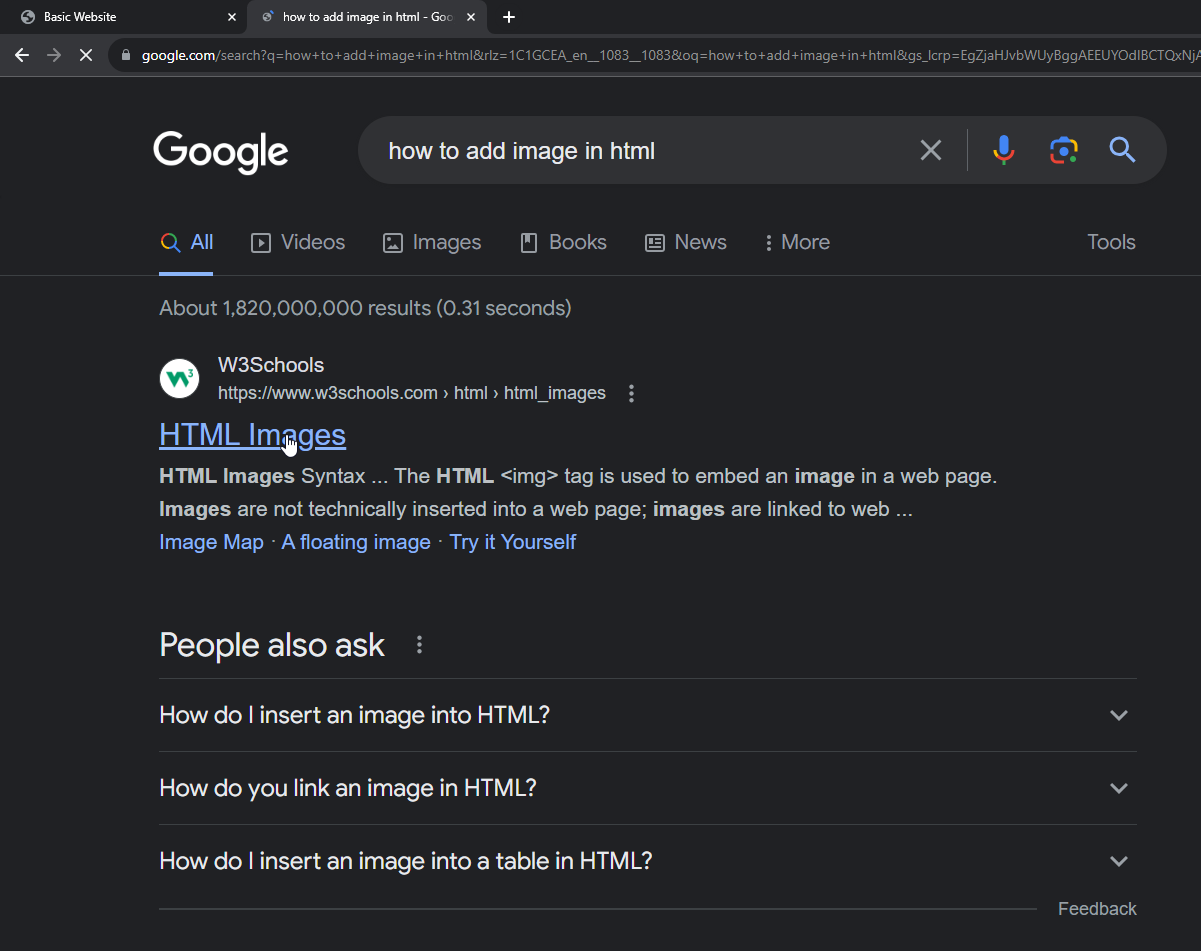 Basic Website
how to add image in html - Goo
google.com/search?q=how+to+add+image+in+html&rlz=1C1GCEA_en__1083__1083&oq=how+to+add+image+in+html&gs_lcrp=EgZjaHJvbWUyBggAEEUYOdIBCTQxNjA
Google
how to add image in html
All
Videos
Images
Books
News
More
Tools
About 1,820,000,000 results (0.31 seconds)
W3Schools
https://www.w3schools.com › html › html_images
HTML Images
HTML Images Syntax ... The HTML <img> tag is used to embed an image in a web page.
Images are not technically inserted into a web page; images are linked to web ...
Image Map · A floating image · Try it Yourself
People also ask
How do I insert an image into HTML?
How do you link an image in HTML?
How do I insert an image into a table in HTML?
Feedback